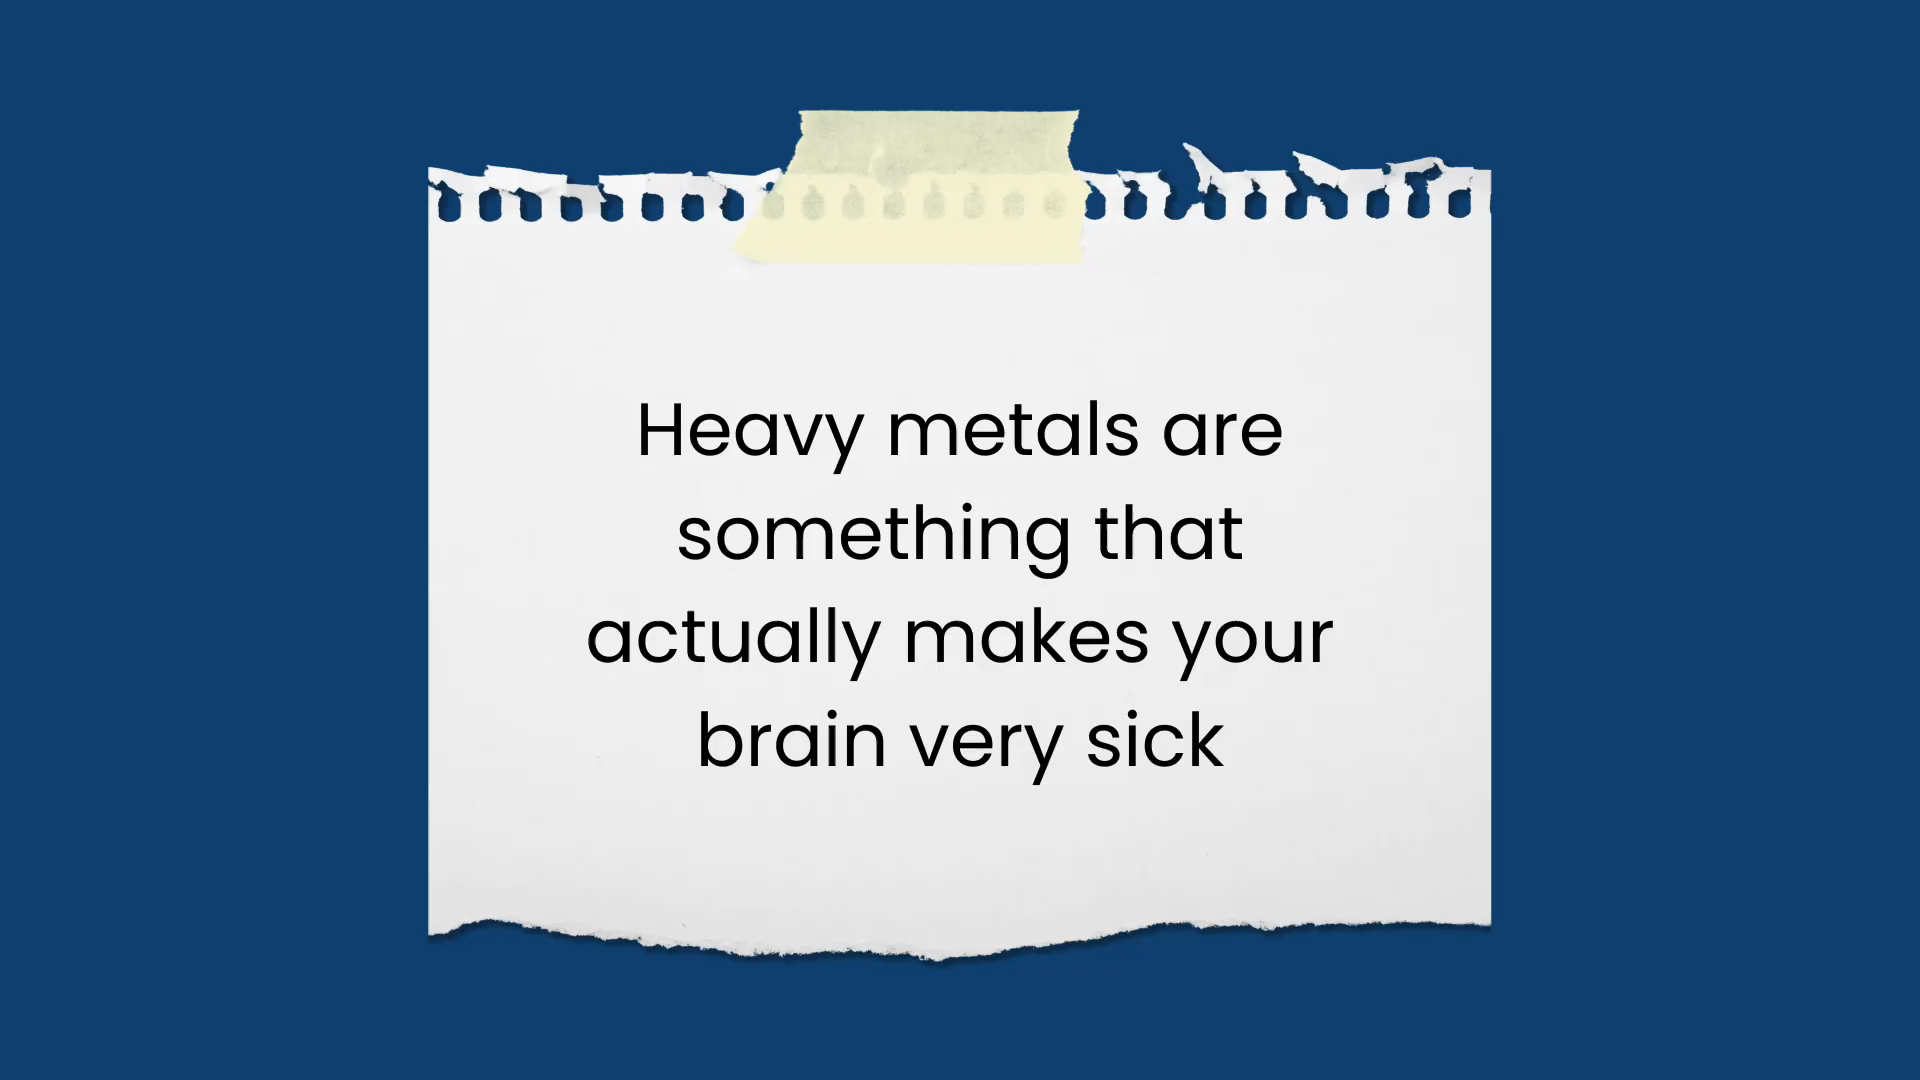 Heavy metals are
something that
actually makes your
brain very sick